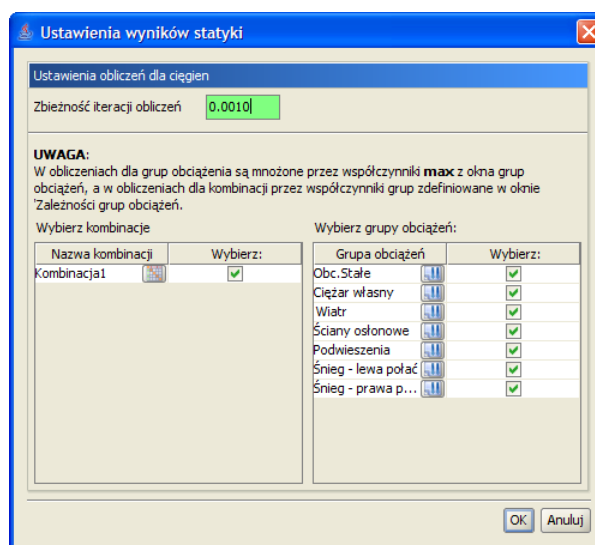 Ustawienia wyników statyki
Ustawienia obliczeń dla cięgien
Zbieżność iteracji obliczeń 0.0010
UWAGA:
W obliczeniach dla grup obciążenia są mnożone przez współczynniki max z okna grup
obciążeń, a w obliczeniach dla kombinacji przez współczynniki grup zdefiniowane w oknie
'Zależności grup obciążeń.
Wybierz kombinacje
Nazwa kombinacji Wybierz:
Kombinacja1
Wybierz grupy obciążeń:
Grupa obciążeń Wybierz:
Obc.Stałe
Ciężar własny
Wiatr
Ściany osłonowe
Podwieszenia
Śnieg - lewa połać
Śnieg - prawa p...
OK Anuluj